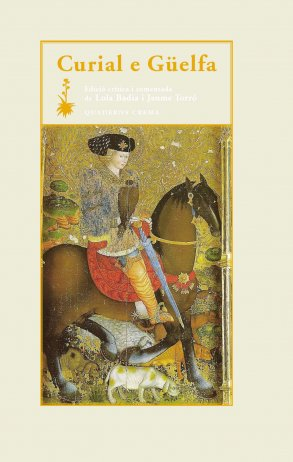 Curial e Güelfa
Edició crítica i comentada
de Lola Badia i Jaume Torró
QUADERNS CREMA